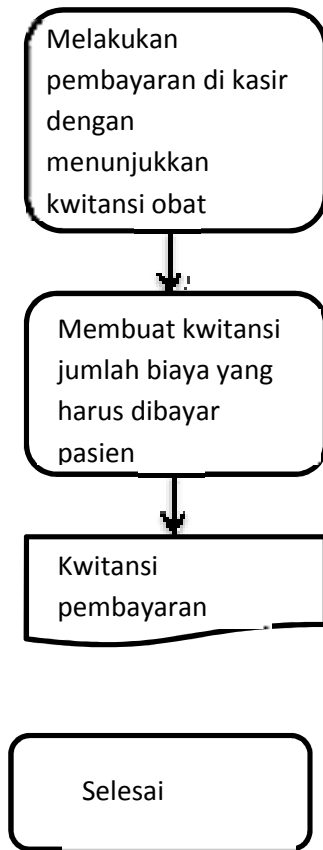 Melakukan
pembayaran di kasir
dengan
menunjukkan
kwitansi obat
Membuat kwitansi
jumlah biaya yang
harus dibayar
pasien
Kwitansi
pembayaran
Selesai